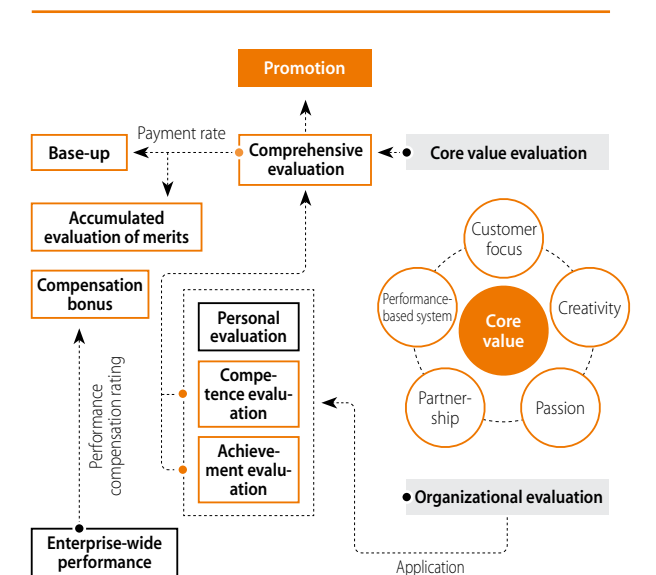 Promotion
Payment rate
Base-up
Comprehensive
evaluation
Core value evaluation
Accumulated
evaluation of merits
Compensation
bonus
Performance
compensation rating
Enterprise-wide
performance
Personal
evaluation
Compe-
tence evalu-
ation
Achieve-
ment evalu-
ation
Customer
focus
Performance-
based system
Core
value
Creativity
Partner-
ship
Passion
Organizational evaluation
Application